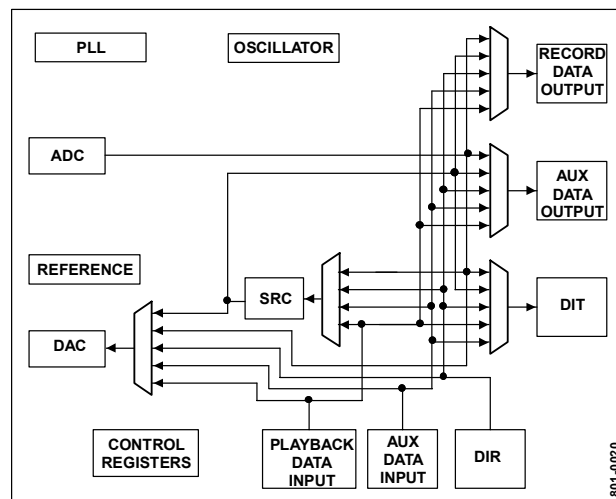 PLL
OSCILLATOR
RECORD
DATA
OUTPUT
ADC
AUX
DATA
OUTPUT
REFERENCE
SRC
DIT
DAC
CONTROL
REGISTERS
PLAYBACK
DATA
INPUT
AUX
DATA
INPUT
DIR